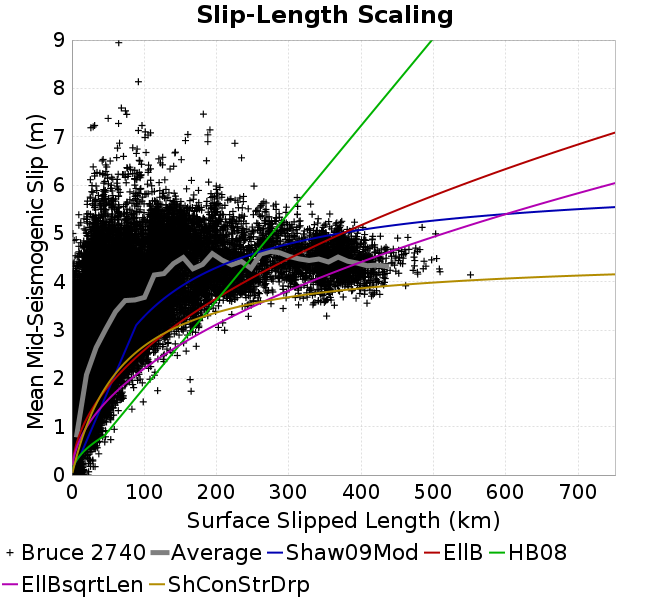 Slip-Length Scaling
Mean Mid-Seismogenic Slip (m)
9
8
7
6
5
4
3
2
1
0
0 100 200 300 400 500 600 700
Surface Slipped Length (km)
Bruce 2740 Average Shaw09Mod EllB HB08
EllBsqrtLen ShConStrDrp